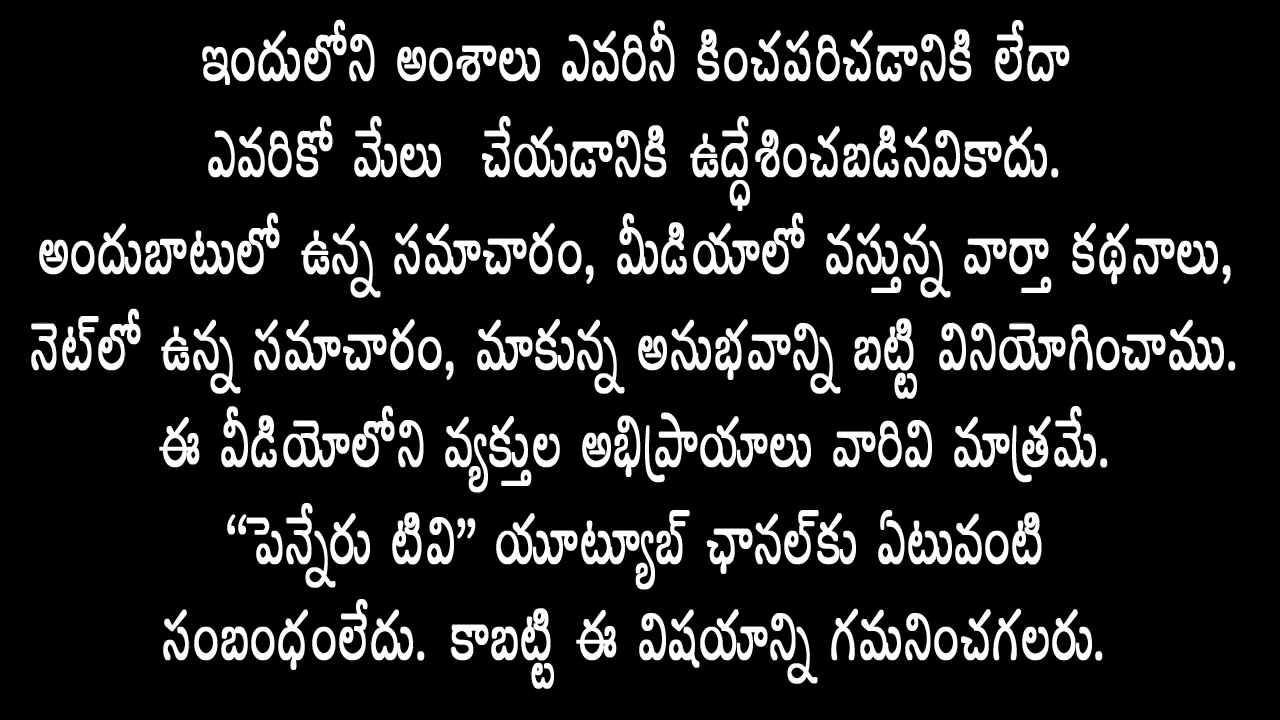 ఇందులోని అంశాలు ఎవరినీ కించపరిచడానికి లేదా
ఎవరికో మేలు చేయడానికి ఉద్ధేశించబడినవికాదు.
అందుబాటులో ఉన్న సమాచారం, మీడియాలో వస్తున్న వార్తా కథనాలు,
నెట్‌లో ఉన్న సమాచారం, మాకున్న అనుభవాన్ని బట్టి వినియోగించాము.
ఈ వీడియోలోని వ్యక్తుల అభిప్రాయాలు వారివి మాత్రమే.
“పెన్నేరు టివి” యూట్యూబ్ ఛానల్‌కు ఏటువంటి
సంబంధంలేదు. కాబట్టి ఈ విషయాన్ని గమనించగలరు.